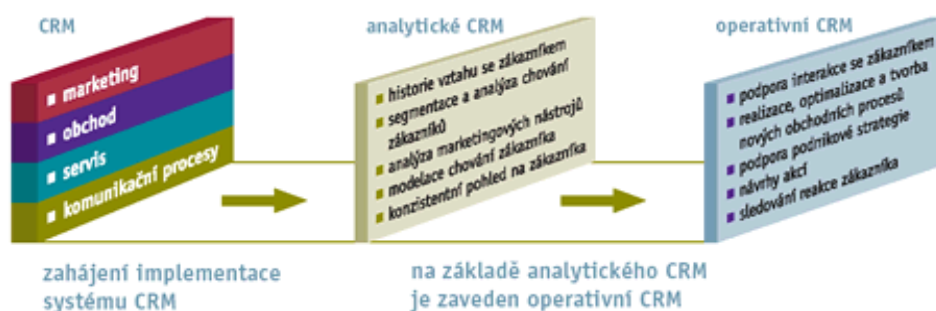 CRM
marketing
obchod
servis
komunikační procesy
analytické CRM
historie vztahu se zákazníkem
segmentace a analýza chování
zákazníků
analýza marketingových nástrojů
modelace chování zákazníka
konzistentní pohled na zákazníka
operativní CRM
podpora interakce se zákazníkem
realizace, optimalizace a tvorba
nových obchodních procesů
podpora podnikové strategie
návrhy akcí
sledování reakce zákazníka
zahájení implementace
systému CRM
na základě analytického CRM
je zaveden operativní CRM